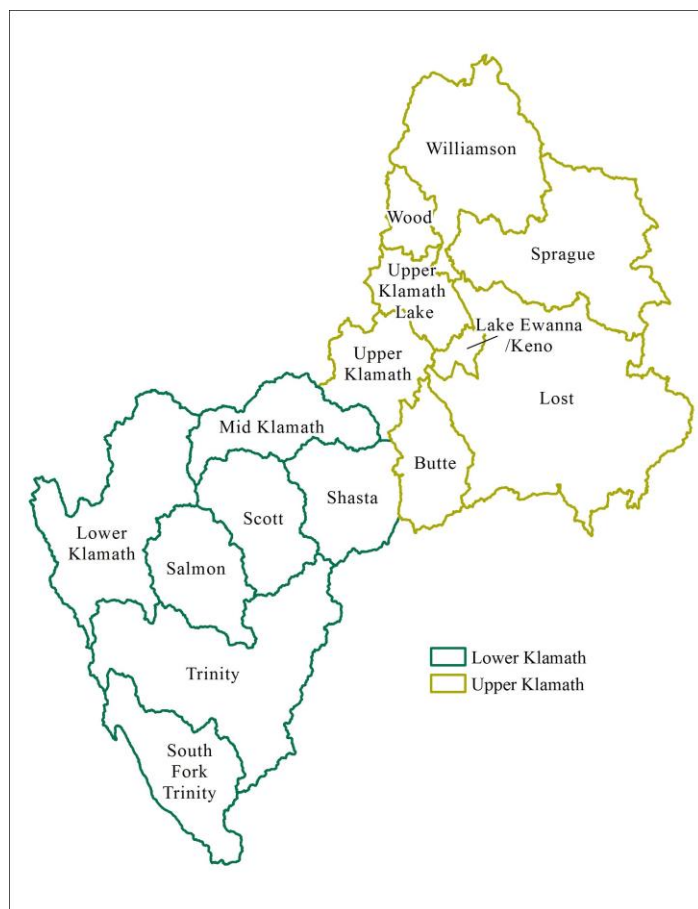 Williamson
Wood
Sprague
Upper
Klamath
Lake
Lake Ewanna
/Keno
Upper
Klamath
Lost
Mid Klamath
Butte
Shasta
Scott
Lower
Klamath
Salmon
Trinity
South
Fork
Trinity
Lower Klamath
Upper Klamath